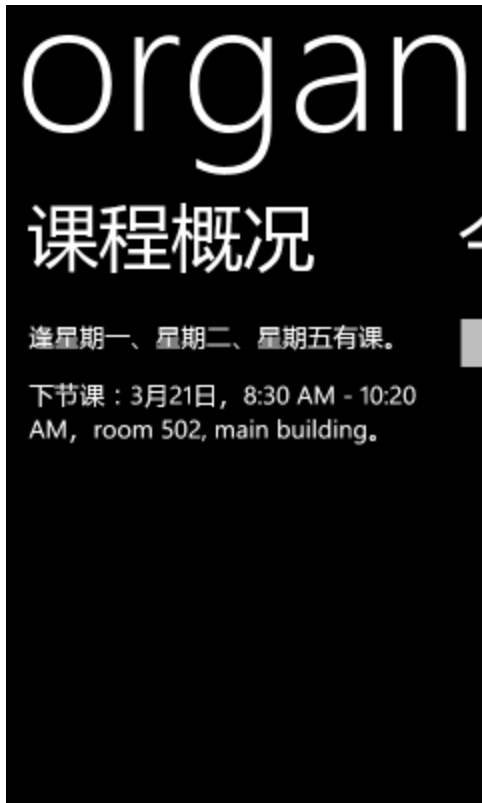 organ
课程概况
逢星期一、星期二、星期五有课。
下节课：3月21日，8:30 AM - 10:20
AM，room 502, main building。